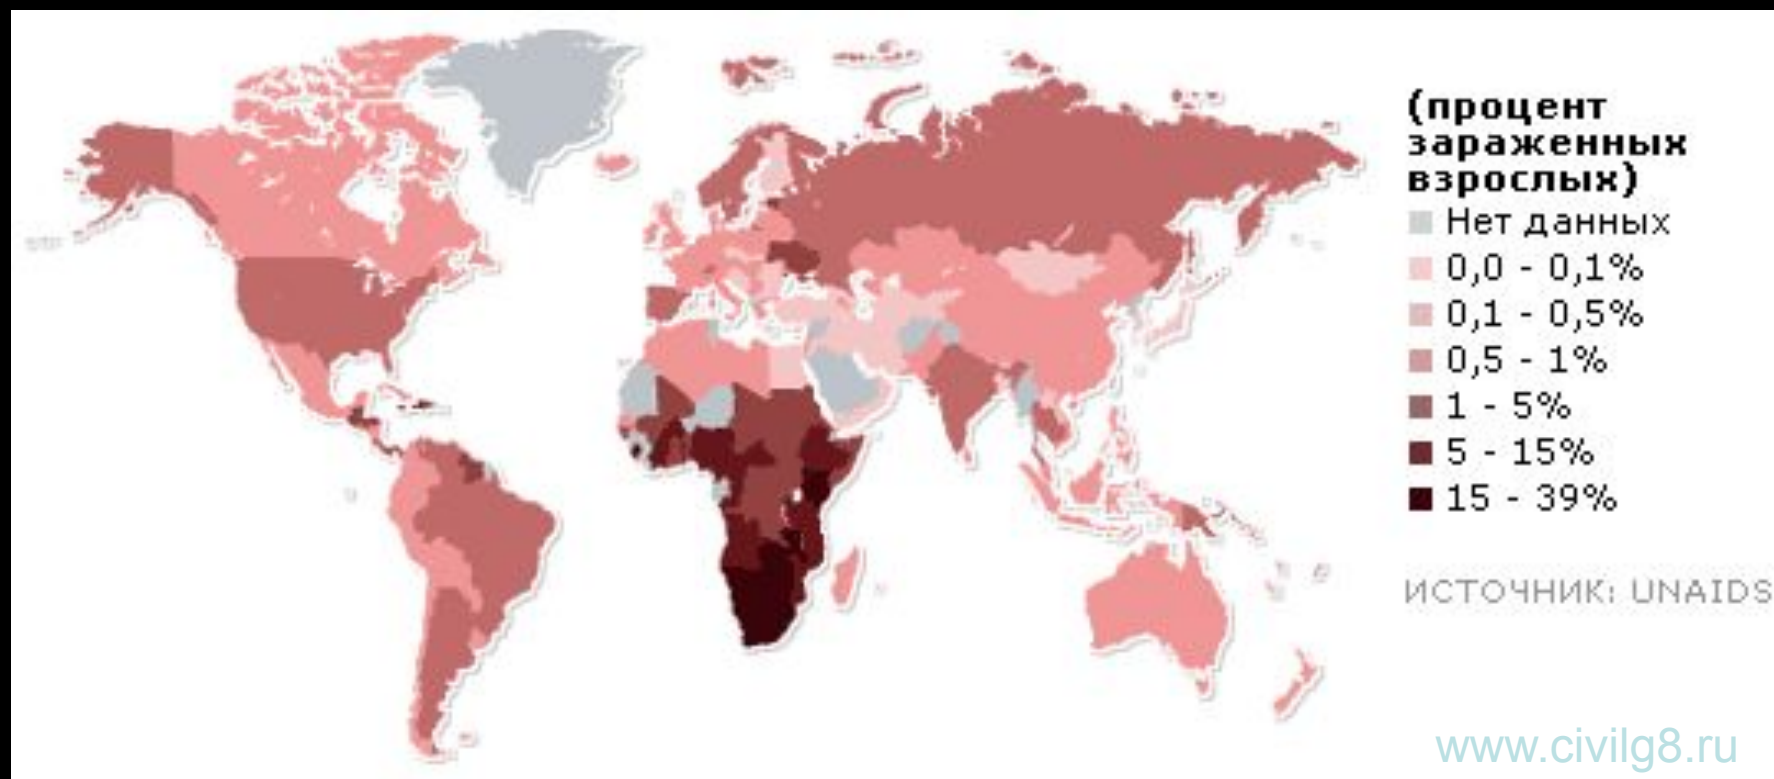 (процент
зараженных
взрослых)
Нет данных
0,0 - 0,1%
0,1 - 0,5%
0,5 - 1%
1 - 5%
5 - 15%
15 - 39%
ИСТОЧНИК: UNAIDS
www.civilg8.ru